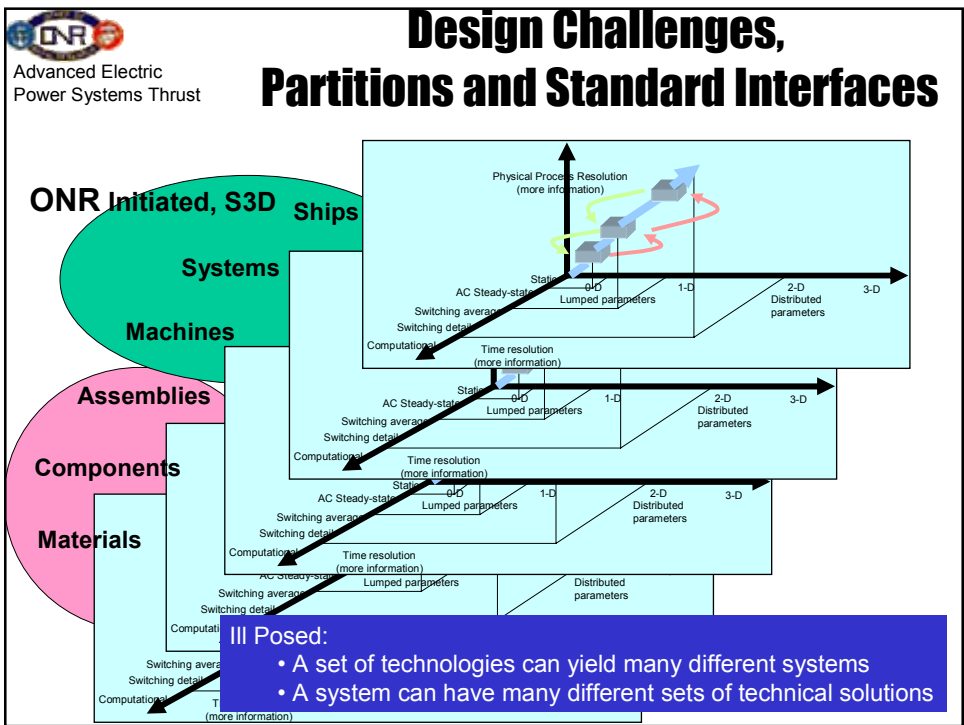 ONR
Advanced Electric
Power Systems Thrust
Design Challenges,
Partitions and Standard Interfaces
ONR Initiated, S3D
Ships
Systems
Machines
Assemblies
Components
Materials
Physical Process Resolution
(more information)
Static
0-D
1-D
2-D
3-D
AC Steady-state
Lumped parameters
Distributed
parameters
Switching average
Switching detail
Computational
Time resolution
(more information)
Static
0-D
1-D
2-D
3-D
AC Steady-state
Lumped parameters
Distributed
parameters
Switching average
Switching detail
Computational
Time resolution
(more information)
Static
0-D
1-D
2-D
3-D
AC Steady-state
Lumped parameters
Distributed
parameters
Switching average
Switching detail
Computational
Time resolution
(more information)
AC Steady-state
Lumped parameters
Distributed
parameters
Switching average
Switching detail
Computati
Switching avera
Switching detail
Computational
T
(more information)
Ill Posed:
• A set of technologies can yield many different systems
• A system can have many different sets of technical solutions